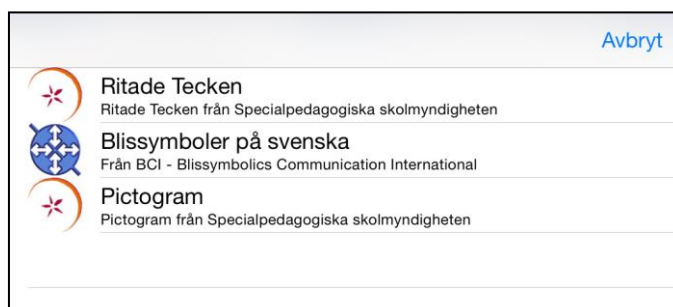 Avbryt
Ritade Tecken
Ritade Tecken från Specialpedagogiska skolmyndigheten
Blissymboler på svenska
Från BCI - Blissymbolics Communication International
Pictogram
Pictogram från Specialpedagogiska skolmyndigheten